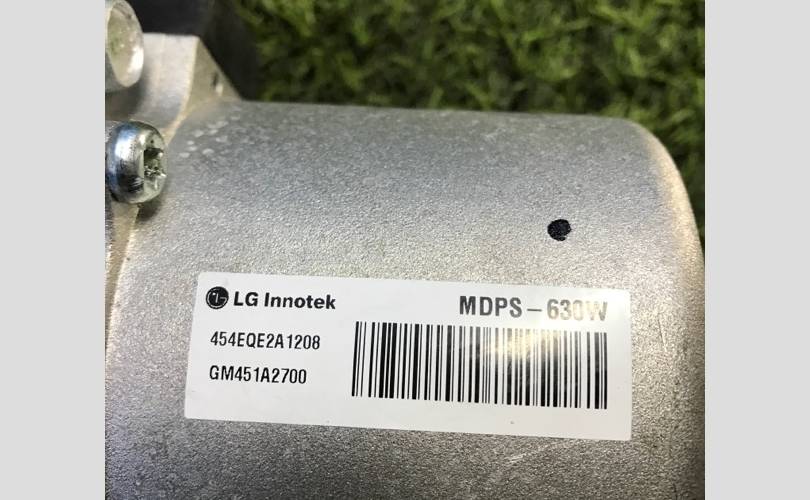 LG Innotek
MDPS-630W
454EQE2A1208
GM451A2700